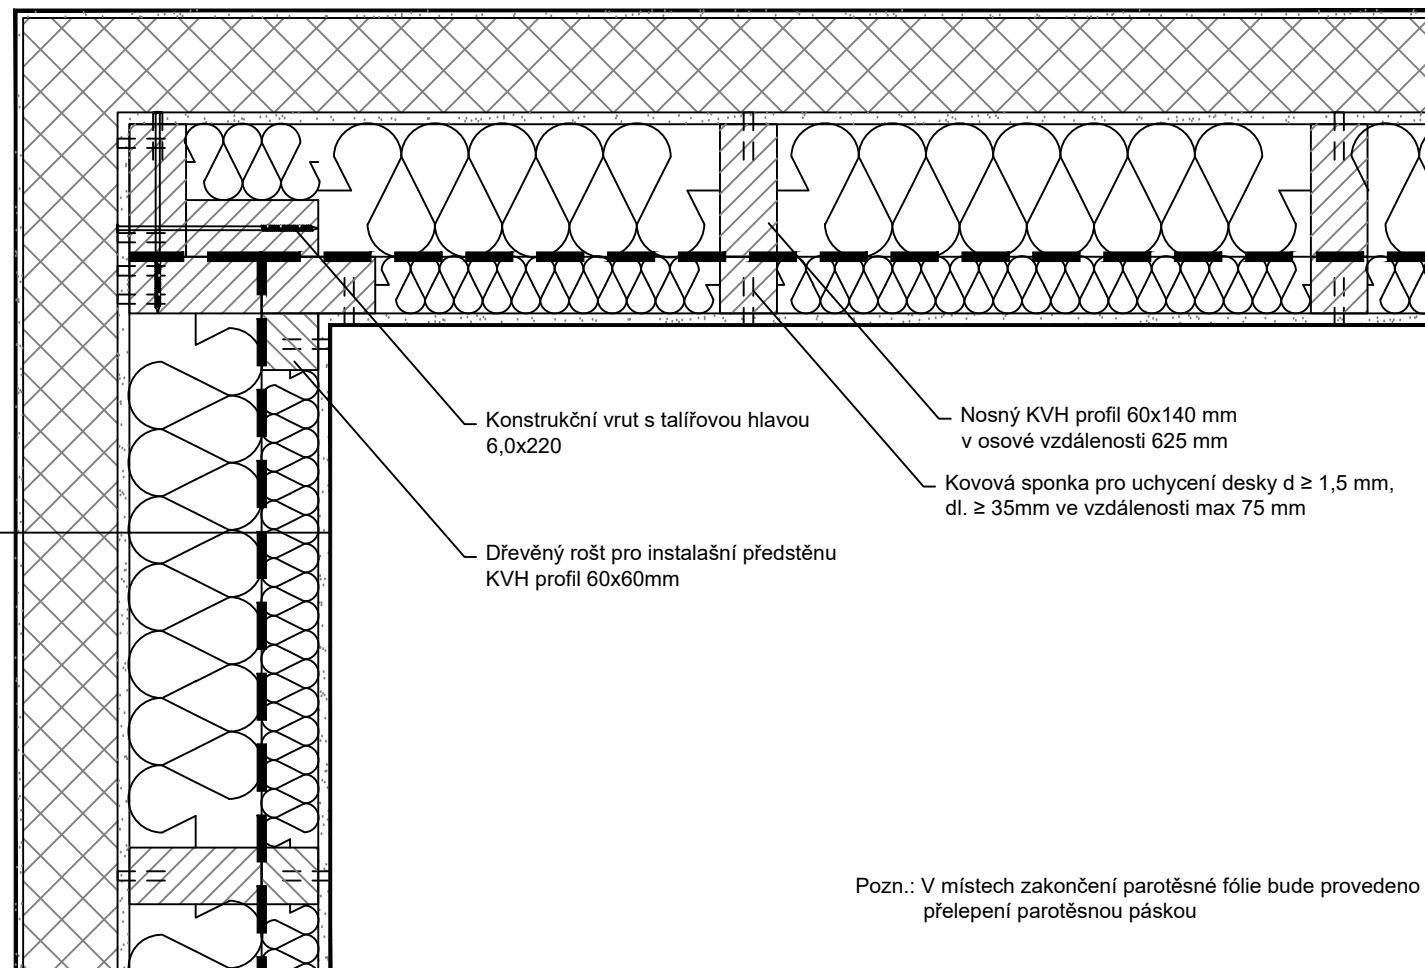 Konstrukční vrut s talířovou hlavou
6,0x220
Nosný KVH profil 60x140 mm
v osové vzdálenosti 625 mm
Kovová sponka pro uchycení desky d ≥ 1,5 mm,
dl. ≥ 35mm ve vzdálenosti max 75 mm
Dřevěný rošt pro instalašní předstěnu
KVH profil 60x60mm
Pozn.: V místech zakončení parotěsné fólie bude provedeno
přelepení parotěsnou páskou